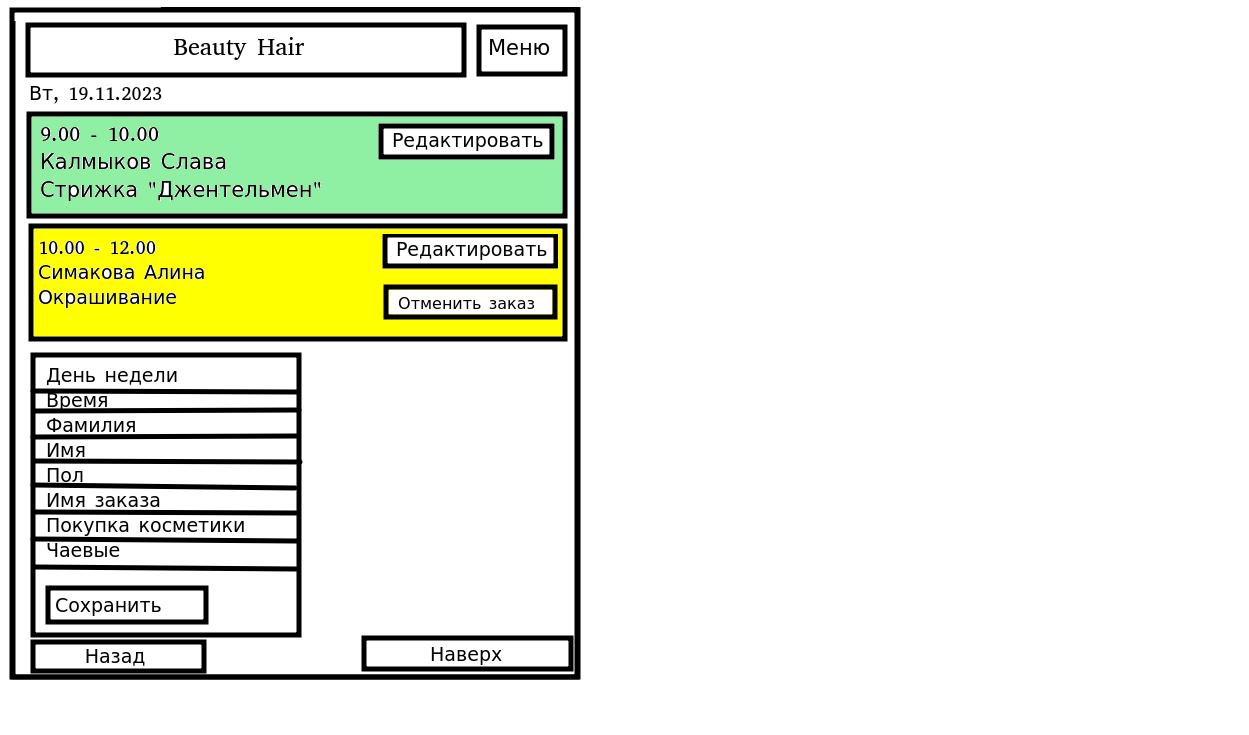 Beauty Hair
Меню
Вт, 19.11.2023
9.00 - 10.00
Редактировать
Калмыков Слава
Стрижка "Джентельмен"
10.00 - 12.00
Редактировать
Симакова Алина
Окрашивание
Отменить заказ
День недели
Время
Фамилия
Имя
Пол
Имя заказа
Покупка косметики
Чаевые
Сохранить
Назад
Наверх